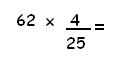 62 × 4/25 =